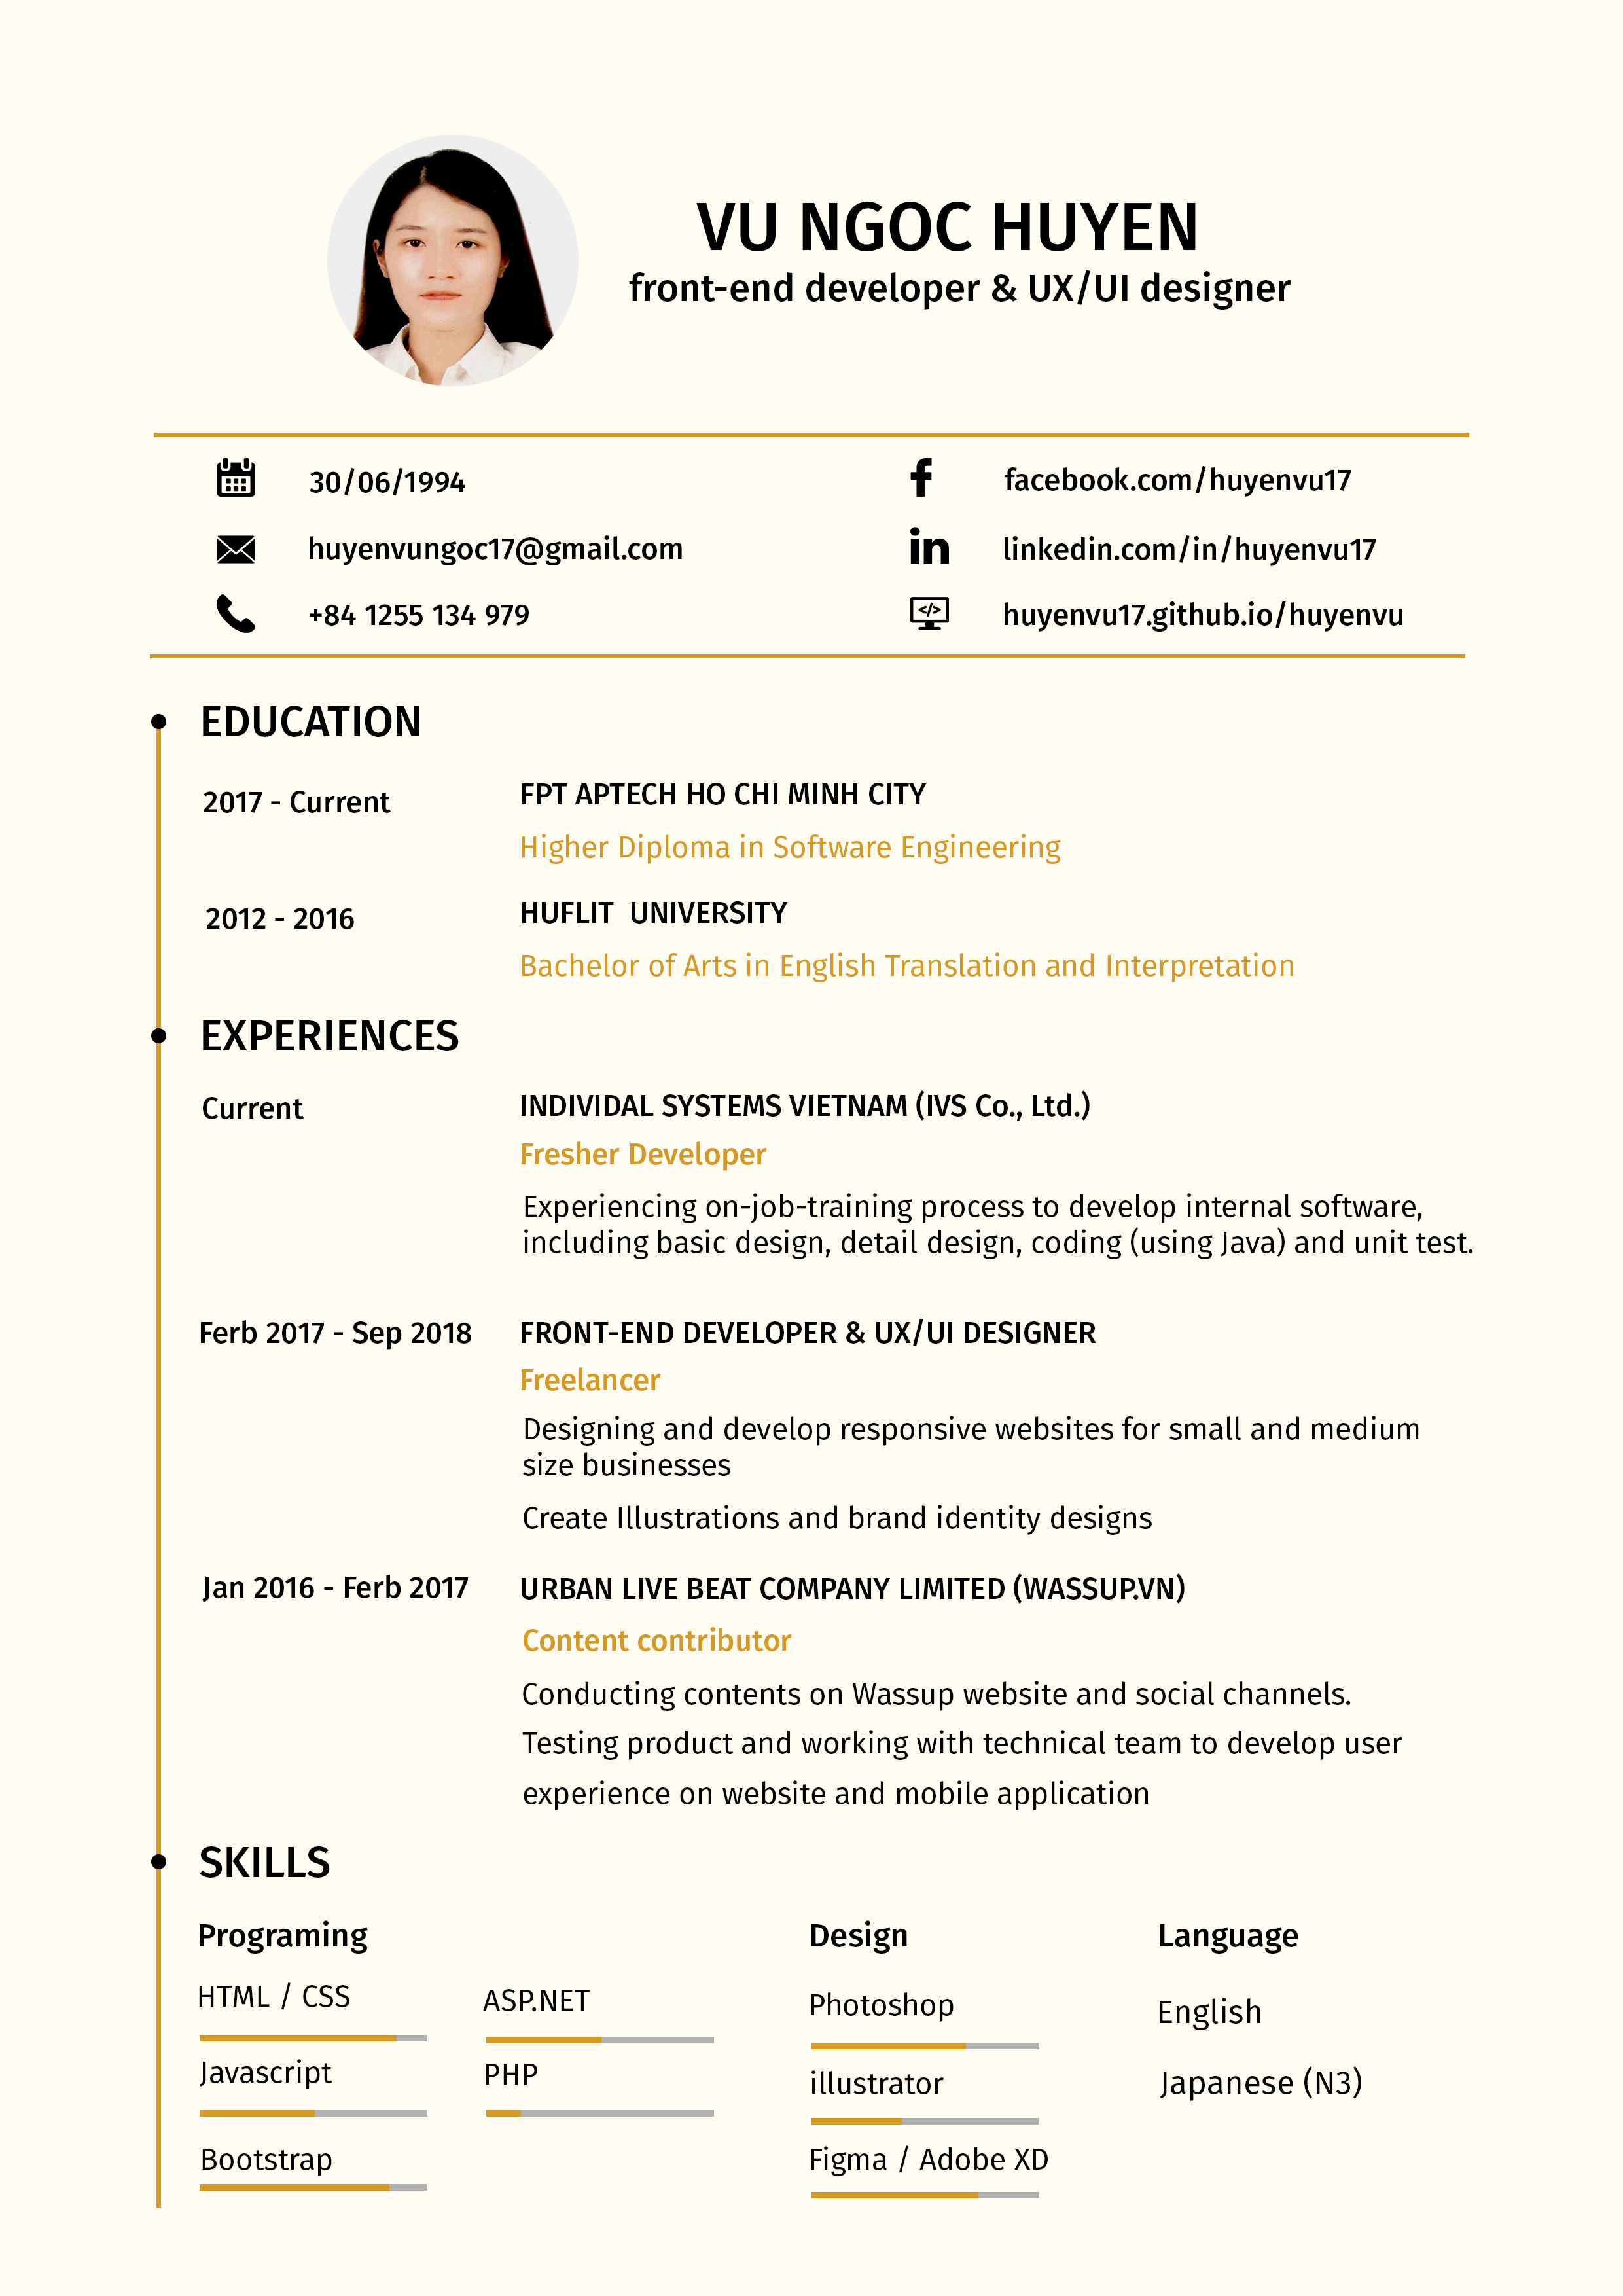 VU NGOC HUYEN
front-end developer & UX/UI designer
30/06/1994
facebook.com/huyenvu17
huyenvungoc17@gmail.com
linkedin.com/in/huyenvu17
+84 1255 134 979
huyenvu17.github.io/huyenvu
EDUCATION
2017 - Current
FPT APTECH HO CHI MINH CITY
Higher Diploma in Software Engineering
2012 - 2016
HUFLIT UNIVERSITY
Bachelor of Arts in English Translation and Interpretation
EXPERIENCES
Current
INDIVIDAL SYSTEMS VIETNAM (IVS Co., Ltd.)
Fresher Developer
Experiencing on-job-training process to develop internal software,
including basic design, detail design, coding (using Java) and unit test.
Ferb 2017 - Sep 2018
FRONT-END DEVELOPER & UX/UI DESIGNER
Freelancer
Designing and develop responsive websites for small and medium
size businesses
Create Illustrations and brand identity designs
Jan 2016 - Ferb 2017
URBAN LIVE BEAT COMPANY LIMITED (WASSUP.VN)
Content contributor
Conducting contents on Wassup website and social channels.
Testing product and working with technical team to develop user
experience on website and mobile application
SKILLS
Programing
HTML / CSS
ASP.NET
Javascript
PHP
Bootstrap
Design
Photoshop
illustrator
Figma / Adobe XD
Language
English
Japanese (N3)